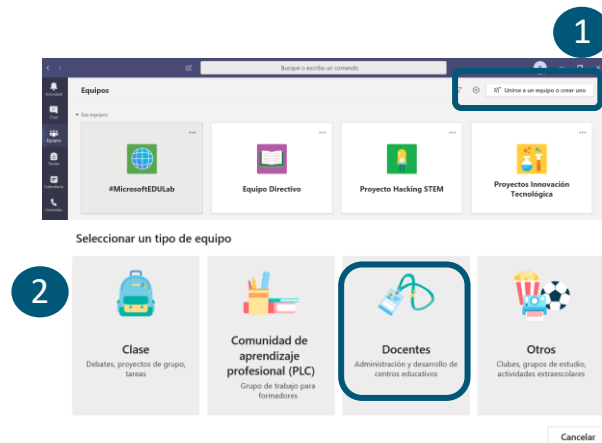 1
Busque o escriba un comando
Actividad
Equipos
Unirse a un equipo o crear uno
Chat
Sus equipos
Equipos
#MicrosoftEDULab
Equipo Directivo
Proyecto Hacking STEM
Proyectos Innovación
Tecnológica
Calendario
Seleccionar un tipo de equipo
2
Clase
Debates, proyectos de grupo,
tareas
Comunidad de
aprendizaje
profesional (PLC)
Grupo de trabajo para
formadores
Docentes
Administración y desarrollo de
centros educativos
Otros
Clubes, grupos de estudio,
actividades extraescolares
Cancelar